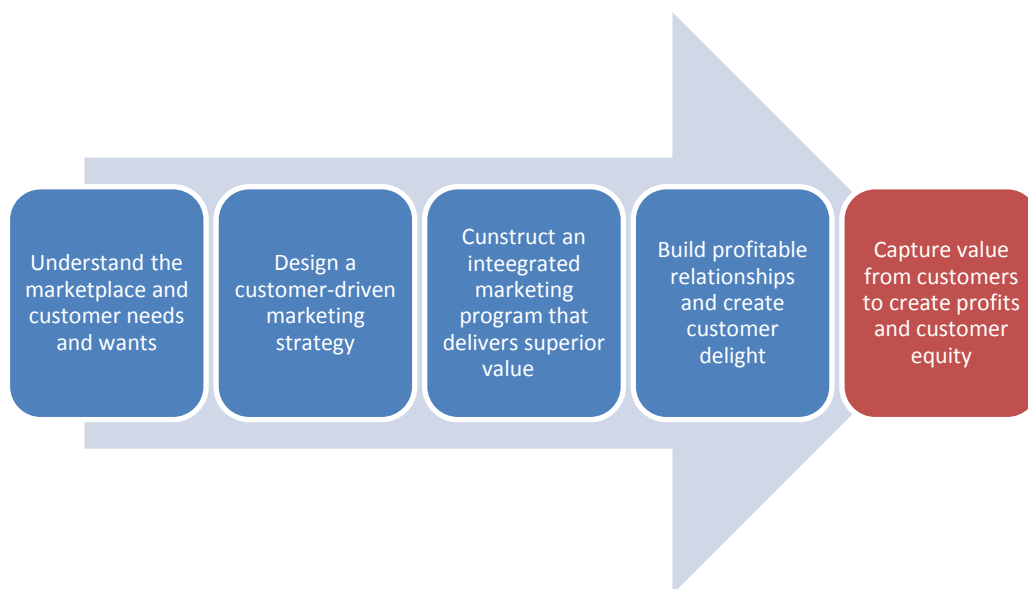 Understand the
marketplace and
customer needs
and wants
Design a
customer-driven
marketing
strategy
Cunstruct an
inteegrated
marketing
program that
delivers superior
value
Build profitable
relationships
and create
customer
delight
Capture value
from customers
to create profits
and customer
equity